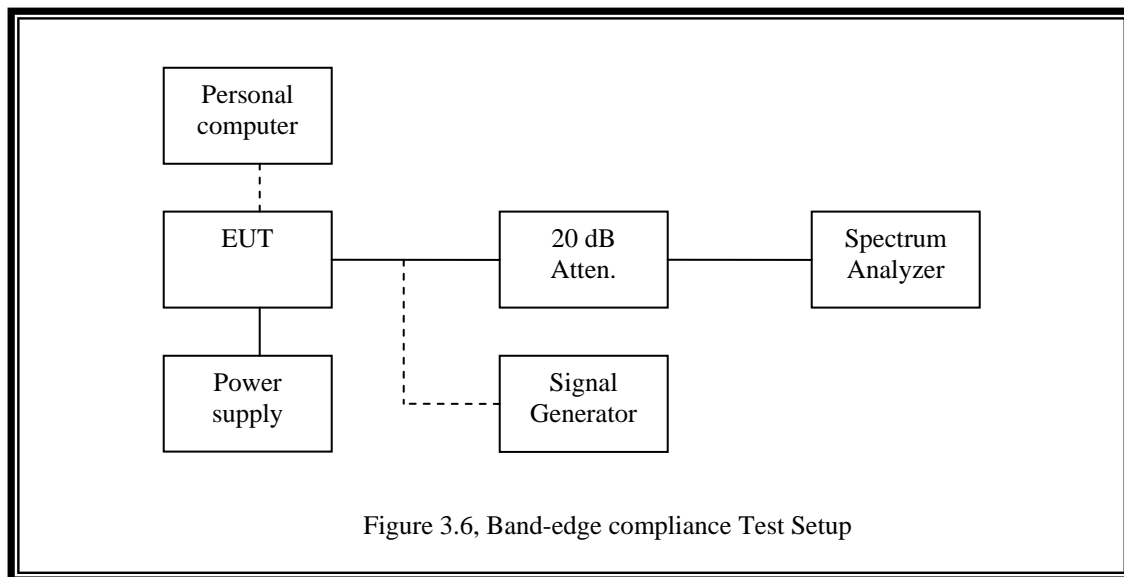 Personal
computer
EUT
20 dB
Atten.
Spectrum
Analyzer
Power
supply
Signal
Generator
Figure 3.6, Band-edge compliance Test Setup